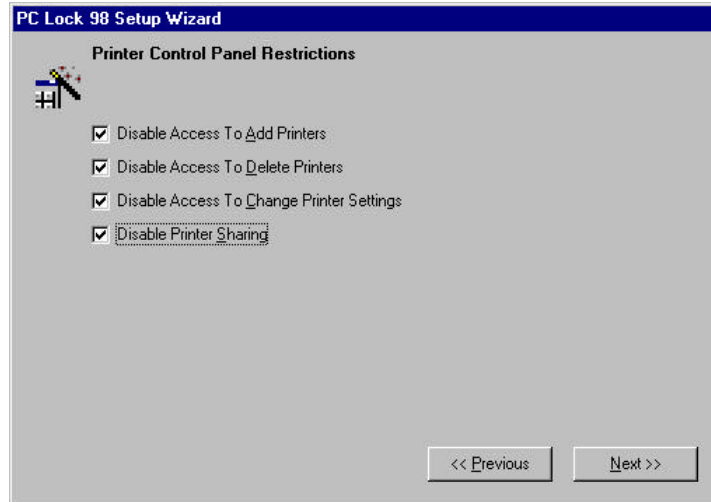 PC Lock 98 Setup Wizard
Printer Control Panel Restrictions
Disable Access To Add Printers
Disable Access To Delete Printers
Disable Access To Change Printer Settings
Disable Printer Sharing
<< Previous Next >>